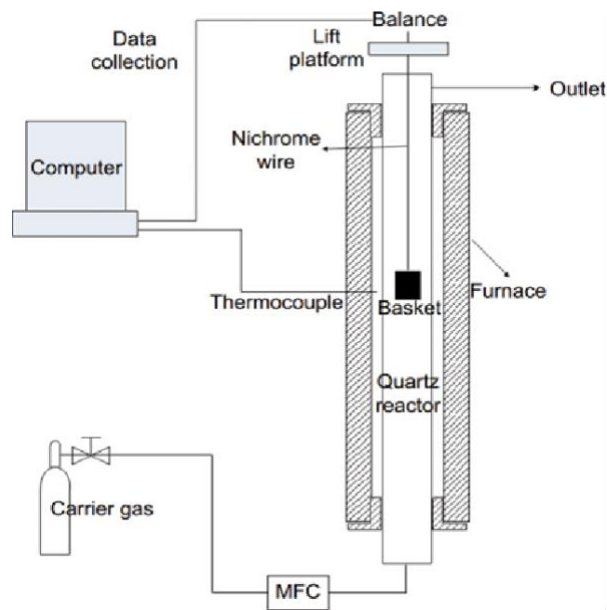 Balance
Data
collection
Lift
platform
Outlet
Computer
Nichrome
wire
Thermocouple
Basket
Furnace
Quartz
reactor
Carrier gas
MFC